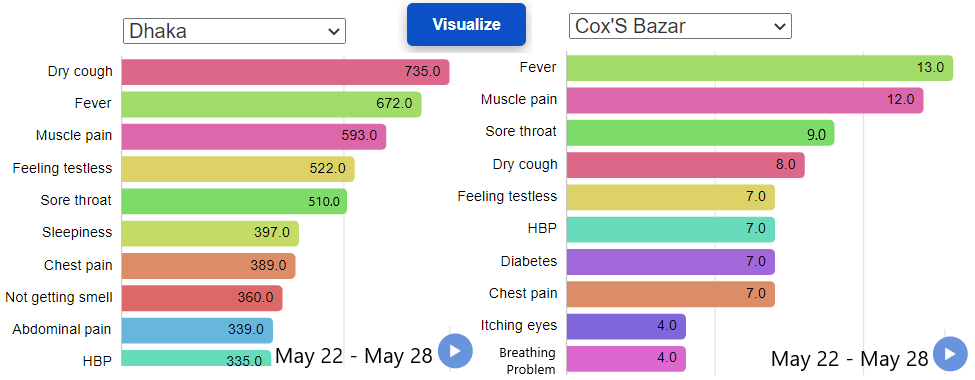 Visualize
Dhaka
Dry cough 735.0
Fever 672.0
Muscle pain 593.0
Feeling testless 522.0
Sore throat 510.0
Sleepiness 397.0
Chest pain 389.0
Not getting smell 360.0
Abdominal pain 339.0
HBP 335.0
May 22 - May 28
Cox'S Bazar
Fever 13.0
Muscle pain 12.0
Sore throat 9.0
Dry cough 8.0
Feeling testless 7.0
HBP 7.0
Diabetes 7.0
Chest pain 7.0
Itching eyes 4.0
Breathing
Problem 4.0
May 22 - May 28